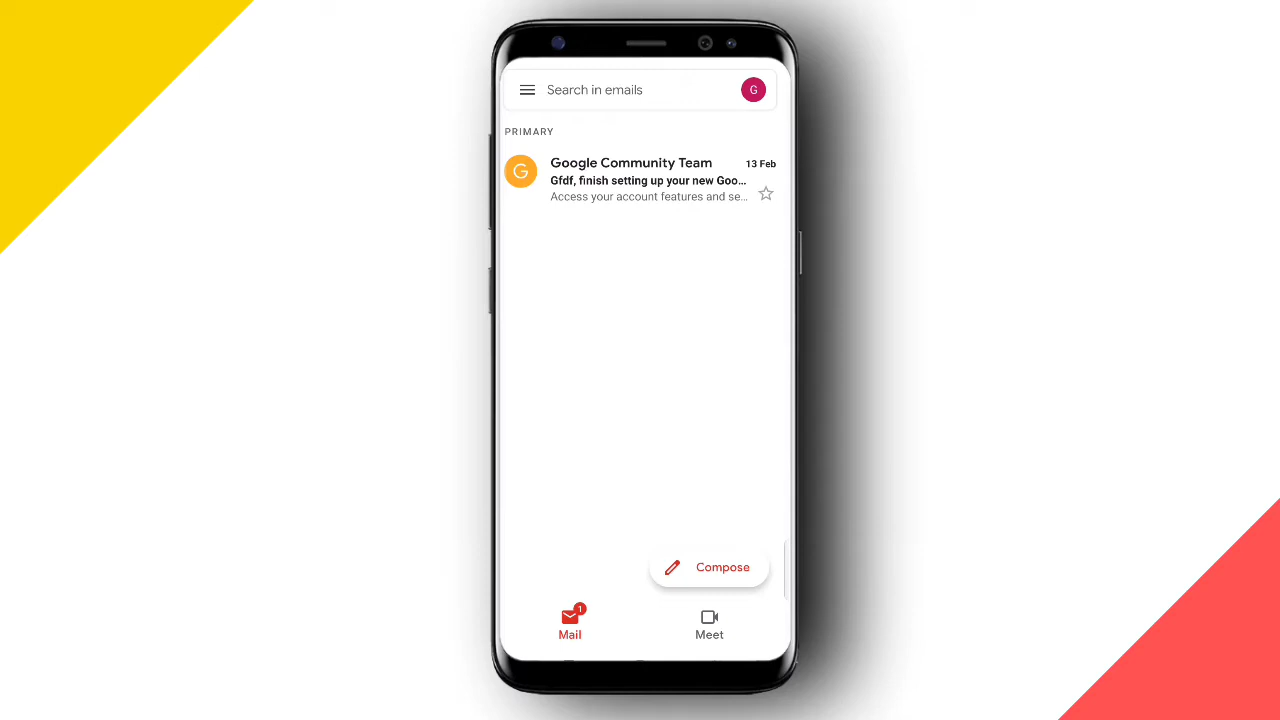 Search in emails
G
PRIMARY
G
Google Community Team
13 Feb
Gfdf, finish setting up your new Goo...
Access your account features and se...
Compose
1
Mail
Meet